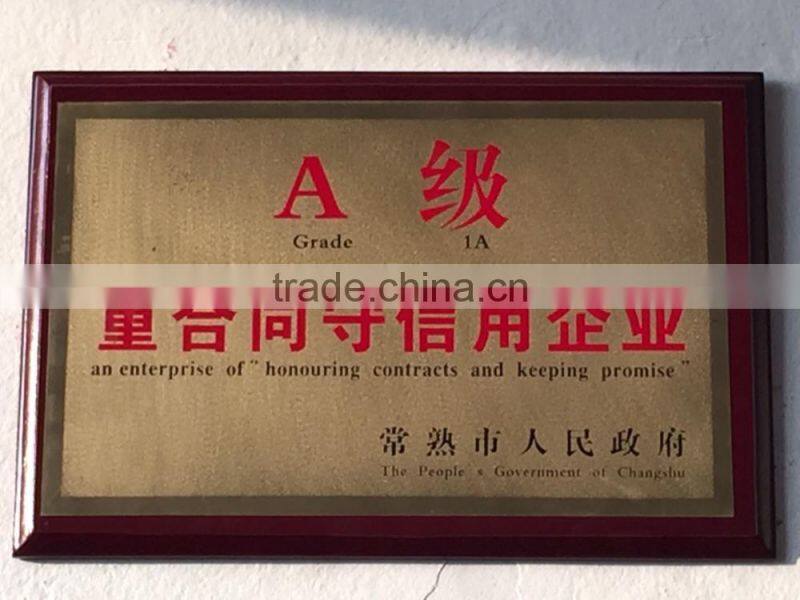 A 级
Grade 1A
trade.china.cn
重合同守信用企业
an enterprise of "honouring contracts and keeping promise"
常熟市人民政府
The People s Government of Changshu